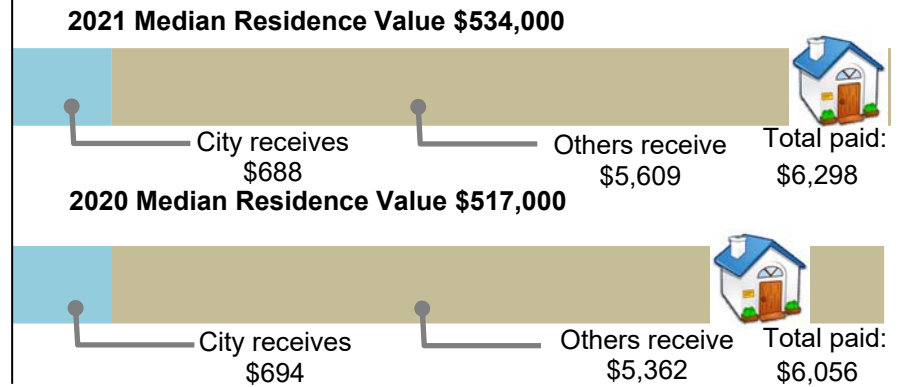 2021 Median Residence Value $534,000
City receives
$688
Others receive
$5,609
Total paid:
$6,298
2020 Median Residence Value $517,000
City receives
$694
Others receive
$5,362
Total paid:
$6,056